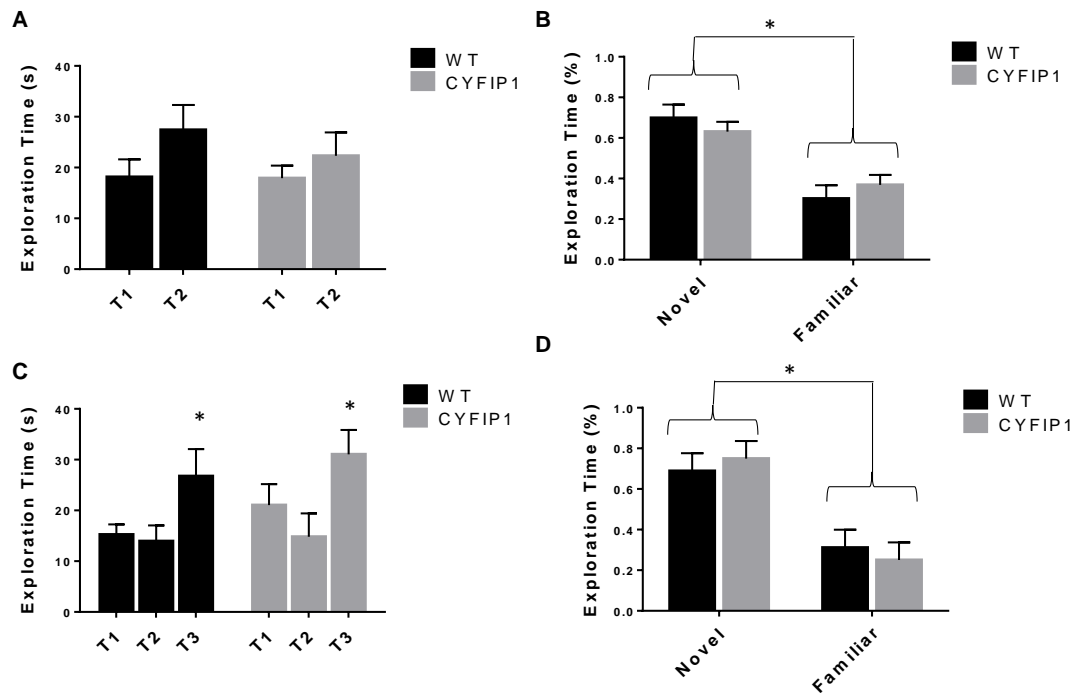 A
Exploration Time (s)
40
30
20
10
0
T1
T2
T1
T2
WT
CYFIP1
B
Exploration Time (%)
1.0
0.8
0.6
0.4
0.2
0.0
*
Novel
Familiar
WT
CYFIP1
C
Exploration Time (s)
40
30
20
10
0
*
*
T1
T2
T3
T1
T2
T3
WT
CYFIP1
D
Exploration Time (%)
1.0
0.8
0.6
0.4
0.2
0.0
*
Novel
Familiar
WT
CYFIP1